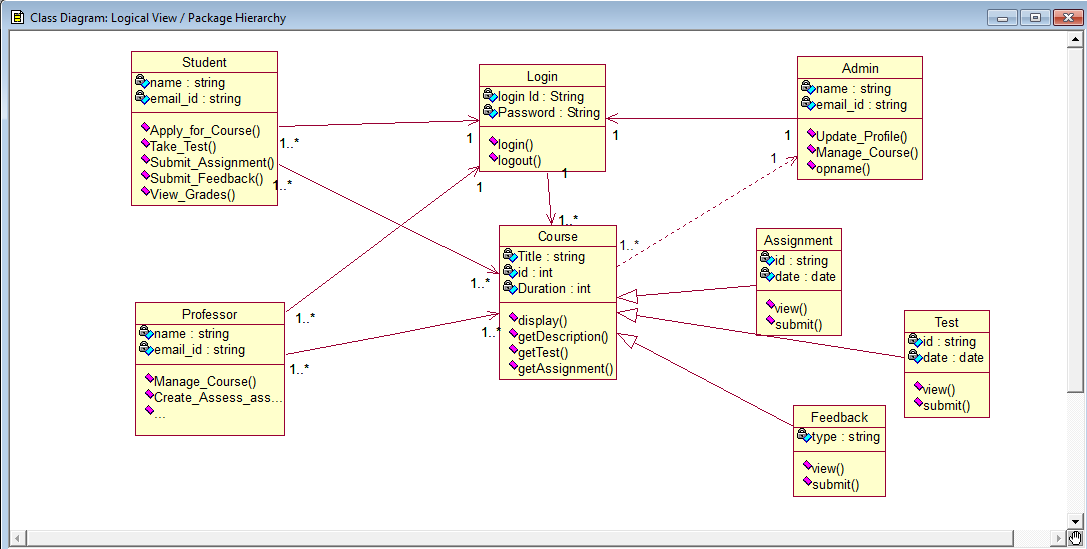 Class Diagram: Logical View / Package Hierarchy
Student
name : string
email_id : string
Apply_for_Course()
Take_Test()
Submit_Assignment()
Submit_Feedback()
View_Grades()
Login
login Id : String
Password : String
login()
logout()
Admin
name : string
email_id : string
Update_Profile()
Manage_Course()
opname()
1..*
1
1
1
1..*
1..*
1
1
1..*
1
1..*
Course
Title : string
id : int
Duration : int
display()
getDescription()
getTest()
getAssignment()
1..*
Assignment
id : string
date : date
view()
submit()
Professor
name : string
email_id : string
Manage_Course()
Create_Assess_ass...
...
1..*
1..*
Test
id : string
date : date
view()
submit()
Feedback
type : string
view()
submit()